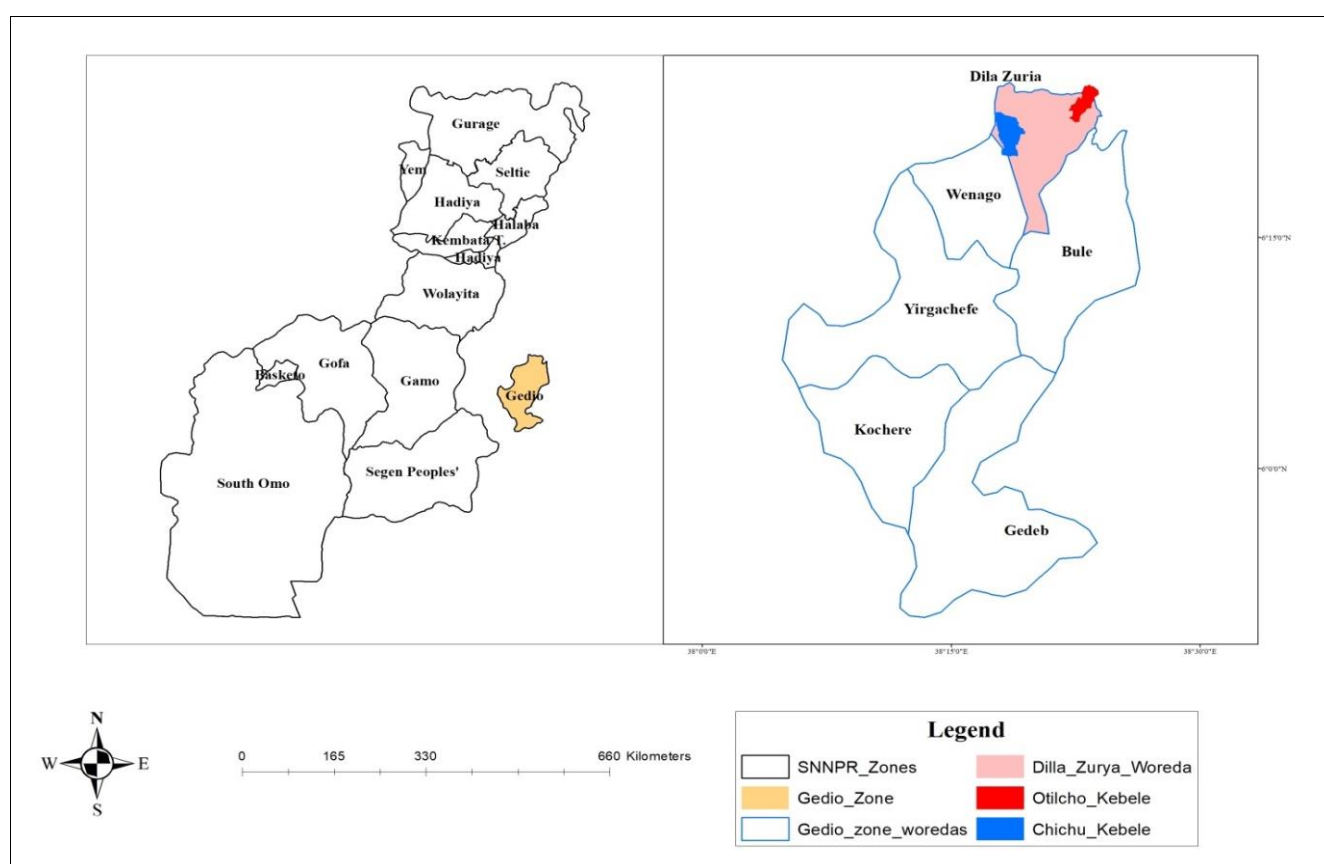 Gurage
Yem
Seltie
Hadiya
Halaba
Kembata T.
Hadiya
Wolayita
Gofa
Basketo
Gamo
Gedio
Segen Peoples'
South Omo
Dila Zuria
Wenago
Bule
Yirgachefe
Kochere
Gedeb
6°15'0"N
6°0'0"N
38°0'0"E
38°15'0"E
38°30'0"E
N
W
E
S
0 165 330 660 Kilometers
Legend
SNNPR_Zones
Gedio_Zone
Gedio_zone_woredas
Dilla_Zurya_Woreda
Otilcho_Kebele
Chichu_Kebele